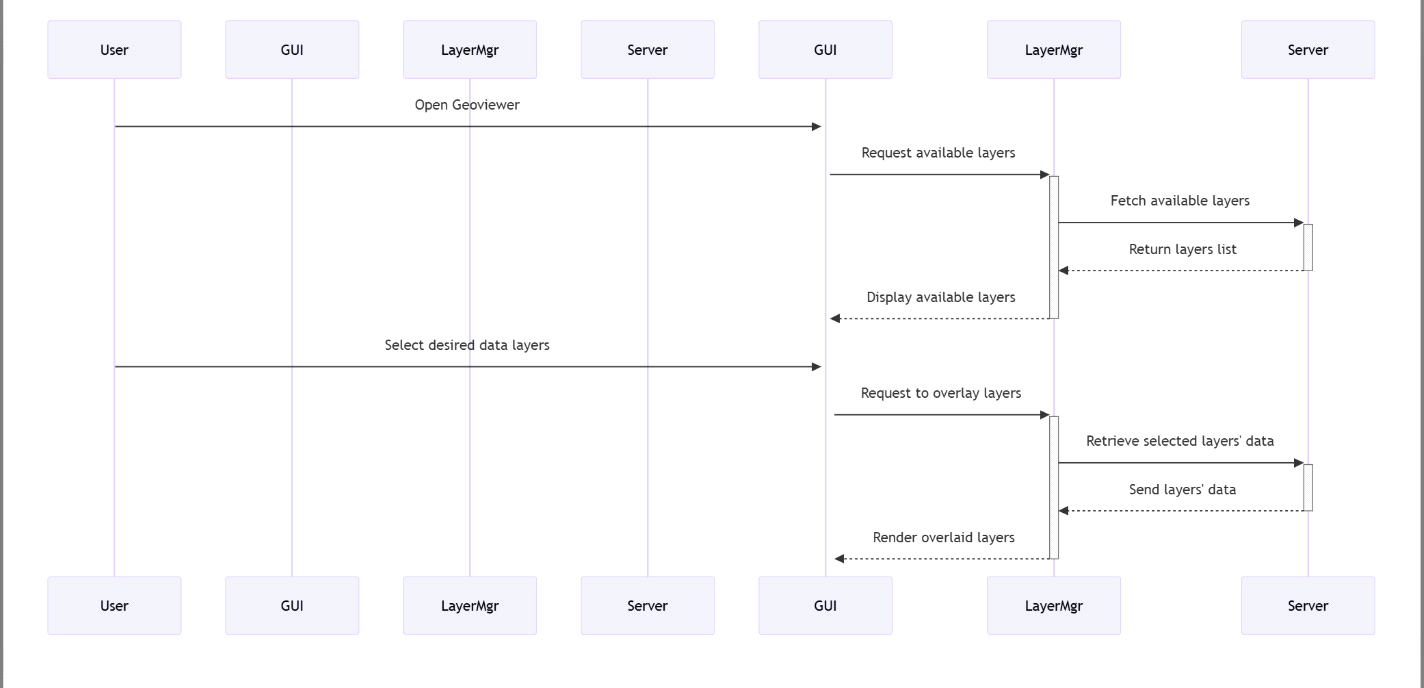 User
GUI
LayerMgr
Server
GUI
LayerMgr
Server
Open Geoviewer
Request available layers
Fetch available layers
Return layers list
Display available layers
Select desired data layers
Request to overlay layers
Retrieve selected layers' data
Send layers' data
Render overlaid layers
User
GUI
LayerMgr
Server
GUI
LayerMgr
Server